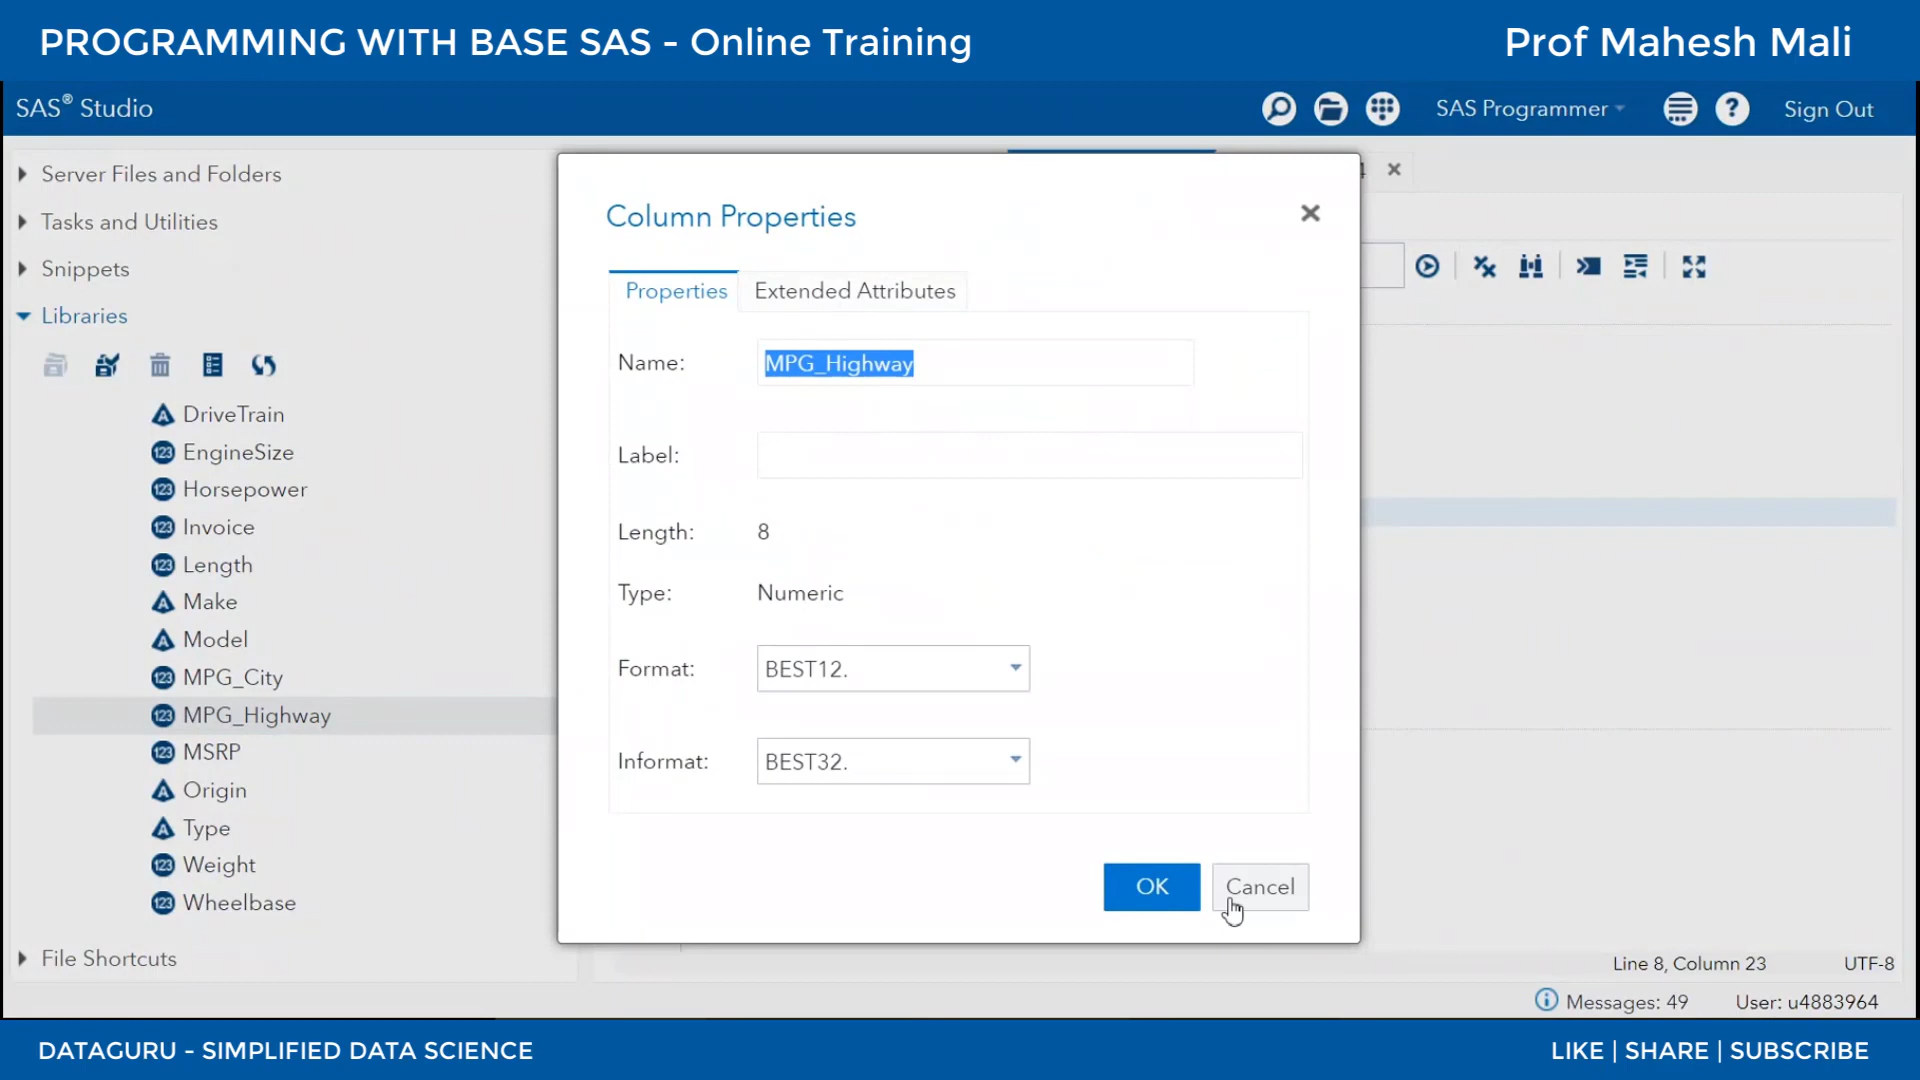 PROGRAMMING WITH BASE SAS - Online Training
Prof Mahesh Mali
SAS® Studio
SAS Programmer
Sign Out
Server Files and Folders
Tasks and Utilities
Snippets
Libraries
DriveTrain
EngineSize
Horsepower
Invoice
Length
Make
Model
MPG_City
MPG_Highway
MSRP
Origin
Type
Weight
Wheelbase
File Shortcuts
Column Properties
Properties
Extended Attributes
Name: MPG_Highway
Label:
Length: 8
Type: Numeric
Format: BEST12.
Informat: BEST32.
OK
Cancel
Line 8, Column 23
UTF-8
Messages: 49
User: u4883964
DATAGURU - SIMPLIFIED DATA SCIENCE
LIKE | SHARE | SUBSCRIBE